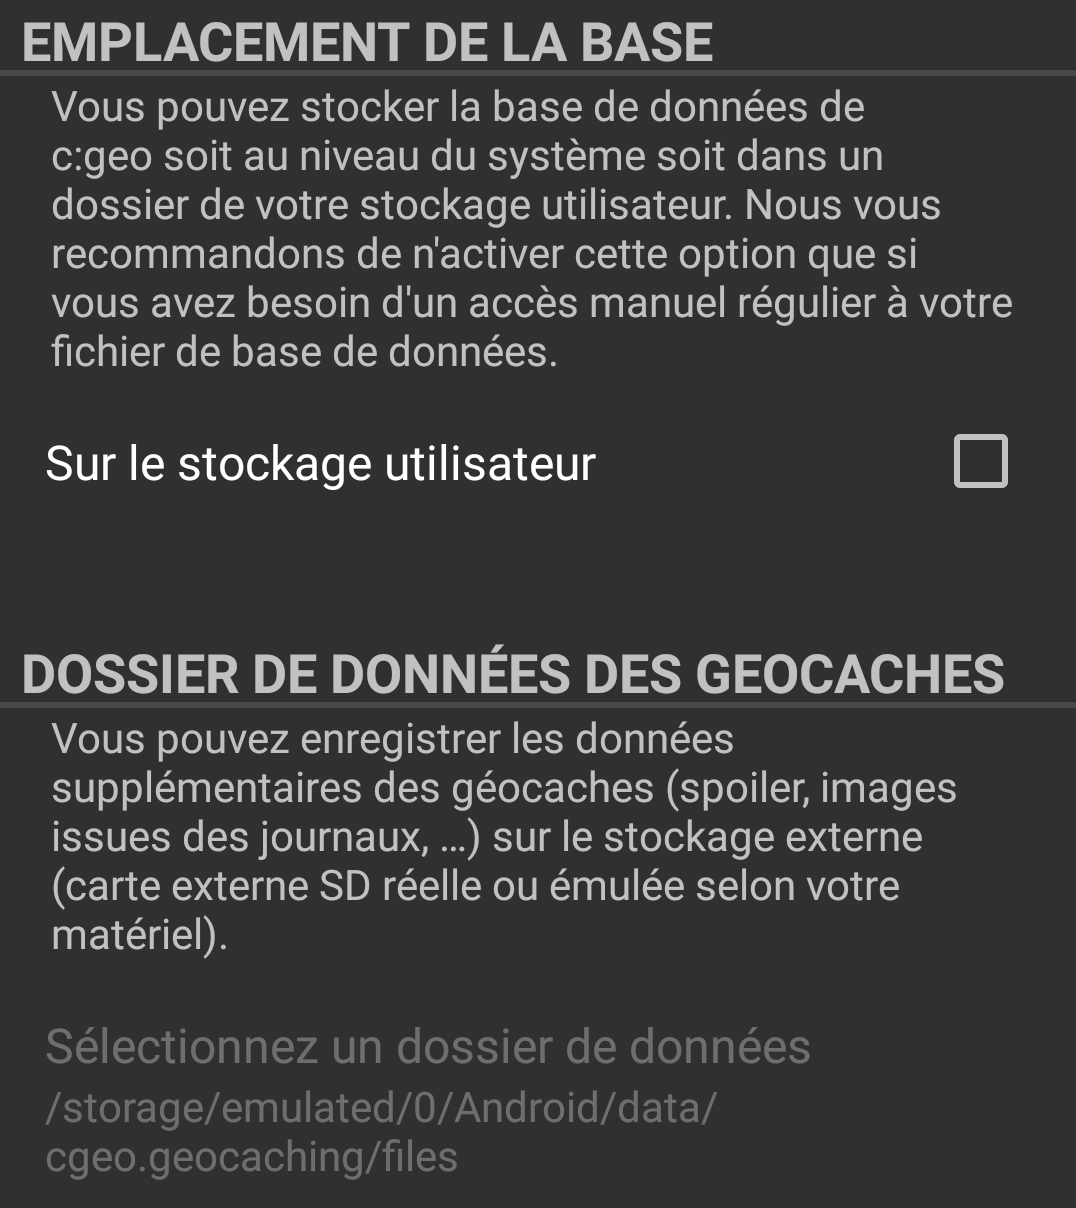 EMPLACEMENT DE LA BASE
Vous pouvez stocker la base de données de
c:geo soit au niveau du système soit dans un
dossier de votre stockage utilisateur. Nous vous
recommandons de n'activer cette option que si
vous avez besoin d'un accès manuel régulier à votre
fichier de base de données.
Sur le stockage utilisateur
DOSSIER DE DONNÉES DES GEOCACHES
Vous pouvez enregistrer les données
supplémentaires des géocaches (spoiler, images
issues des journaux, …) sur le stockage externe
(carte externe SD réelle ou émulée selon votre
matériel).
Sélectionnez un dossier de données
/storage/emulated/0/Android/data/
cgeo.geocaching/files